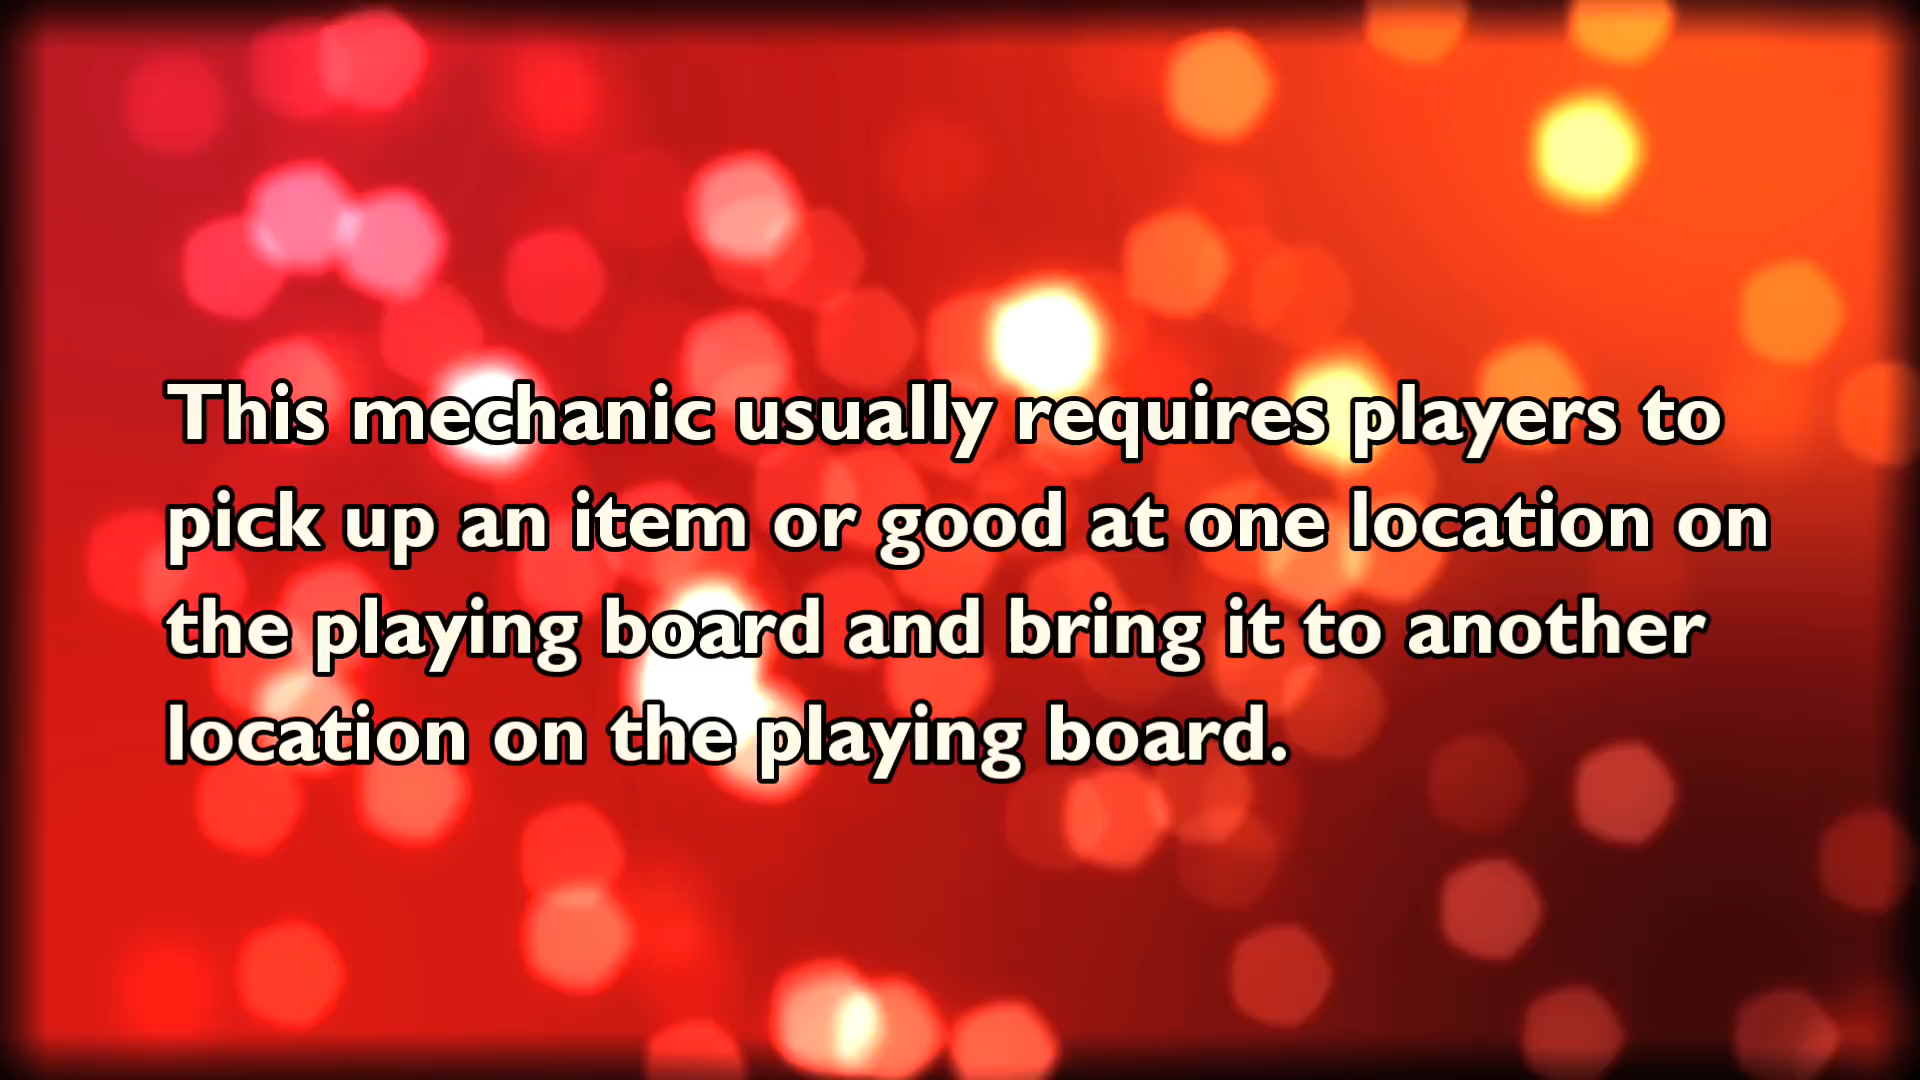 This mechanic usually requires players to
pick up an item or good at one location on
the playing board and bring it to another
location on the playing board.